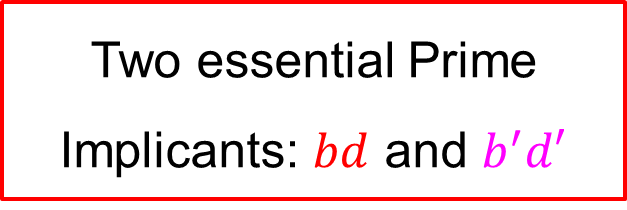 Two essential Prime
Implicants: bd and b′d′